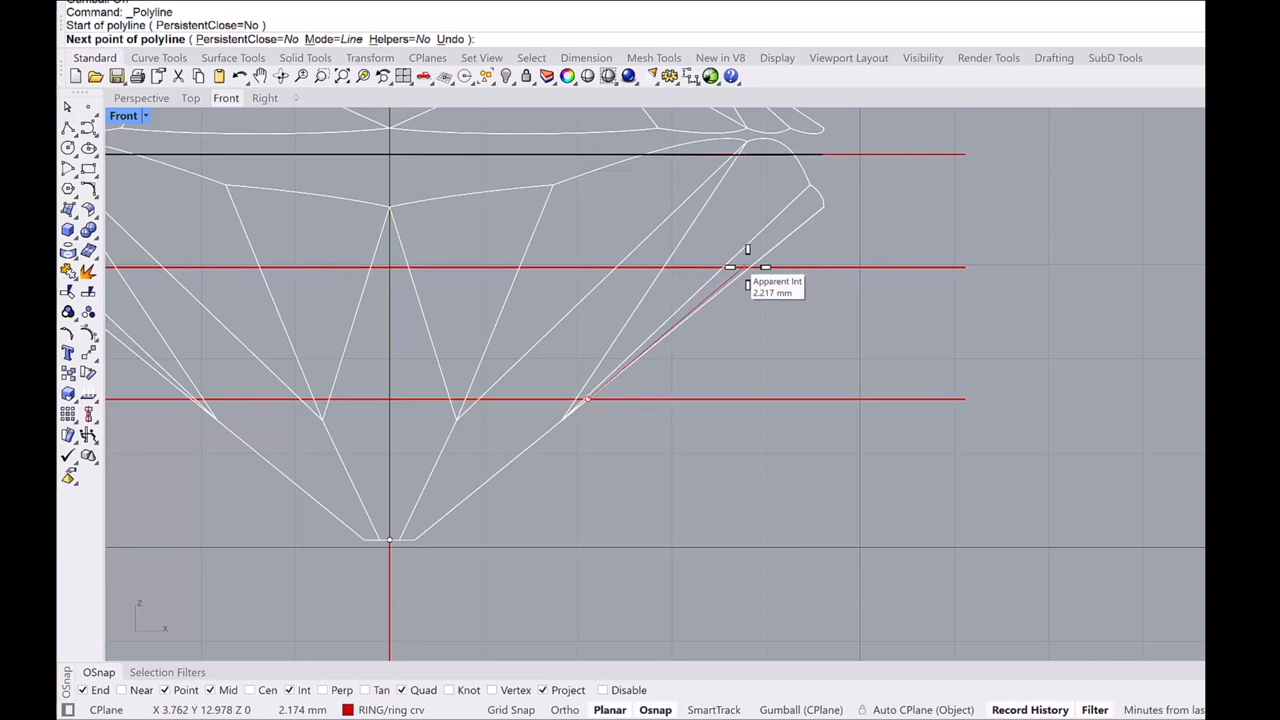 Command: _Polyline
Start of polyline ( PersistentClose=No )
Next point of polyline ( PersistentClose=No Mode=Line Helpers=No Undo ):
Standard Curve Tools Surface Tools Solid Tools Transform CPlanes View Select Dimension Mesh Tools New in V8 Display Viewport Layout Visibility Render Tools Drafting SubD Tools
Perspective Top Front Right
Front
Apparent Int
2.217 mm
z
x
OSnap Selection Filters
OSnap
End Near Point Mid Cen Int Perp Tan Quad Knot Vertex Project Disable
CPlane X 3.762 Y 12.978 Z 0 2.174 mm RING/ring crv Grid Snap Ortho Planar Osnap SmartTrack Gumball (CPlane) Auto CPlane (Object) Record History Filter Minutes from las